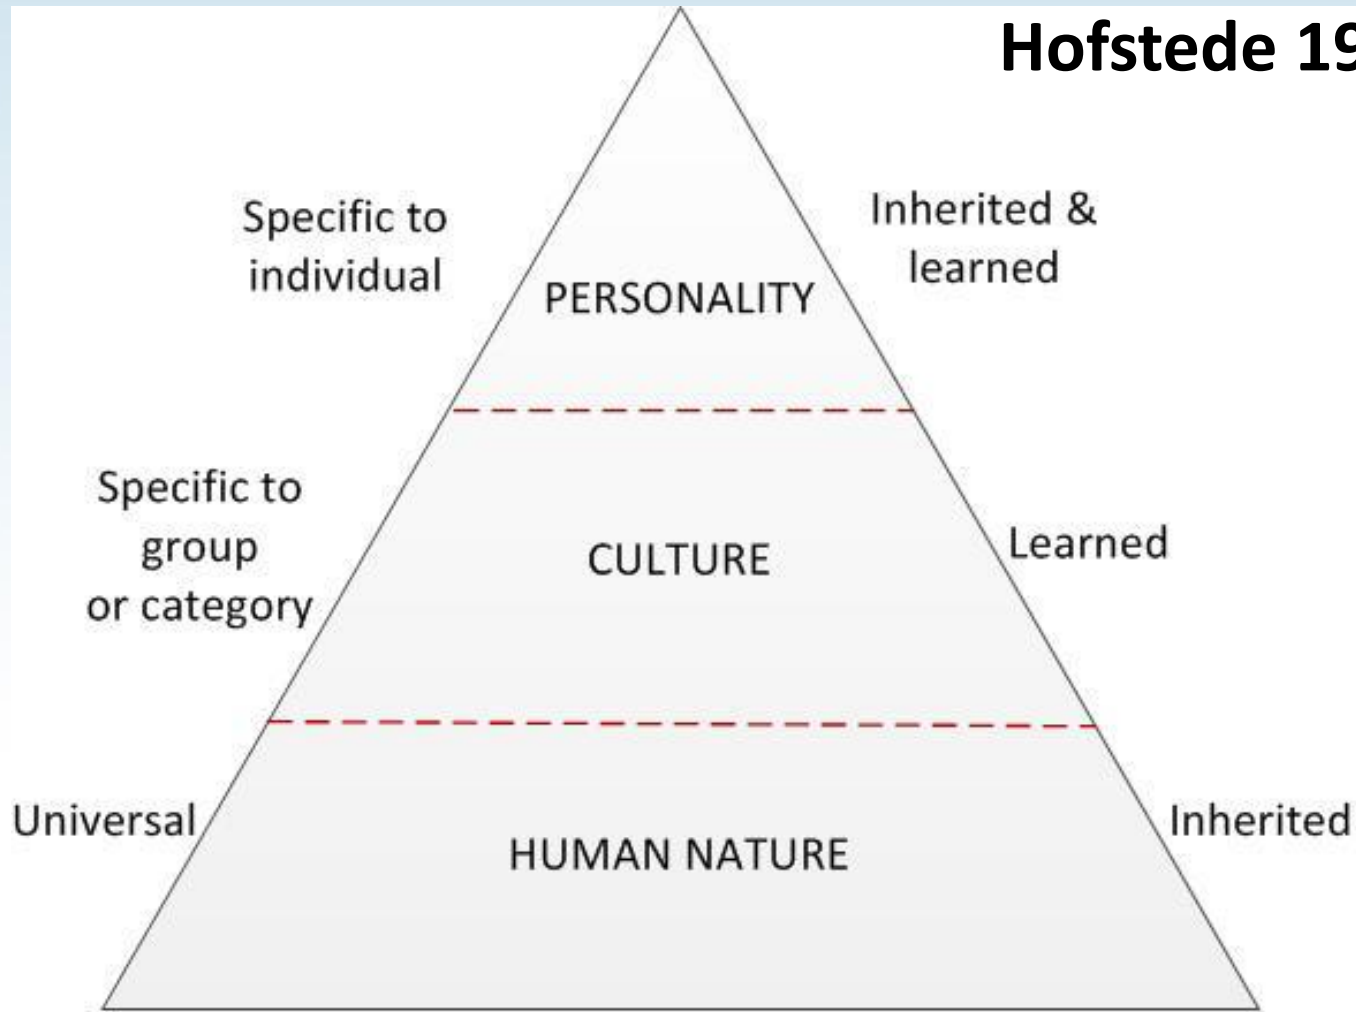 Hofstede 19
Specific to
individual
Inherited &
learned
PERSONALITY
Specific to
group
or category
CULTURE
Learned
Universal
HUMAN NATURE
Inherited